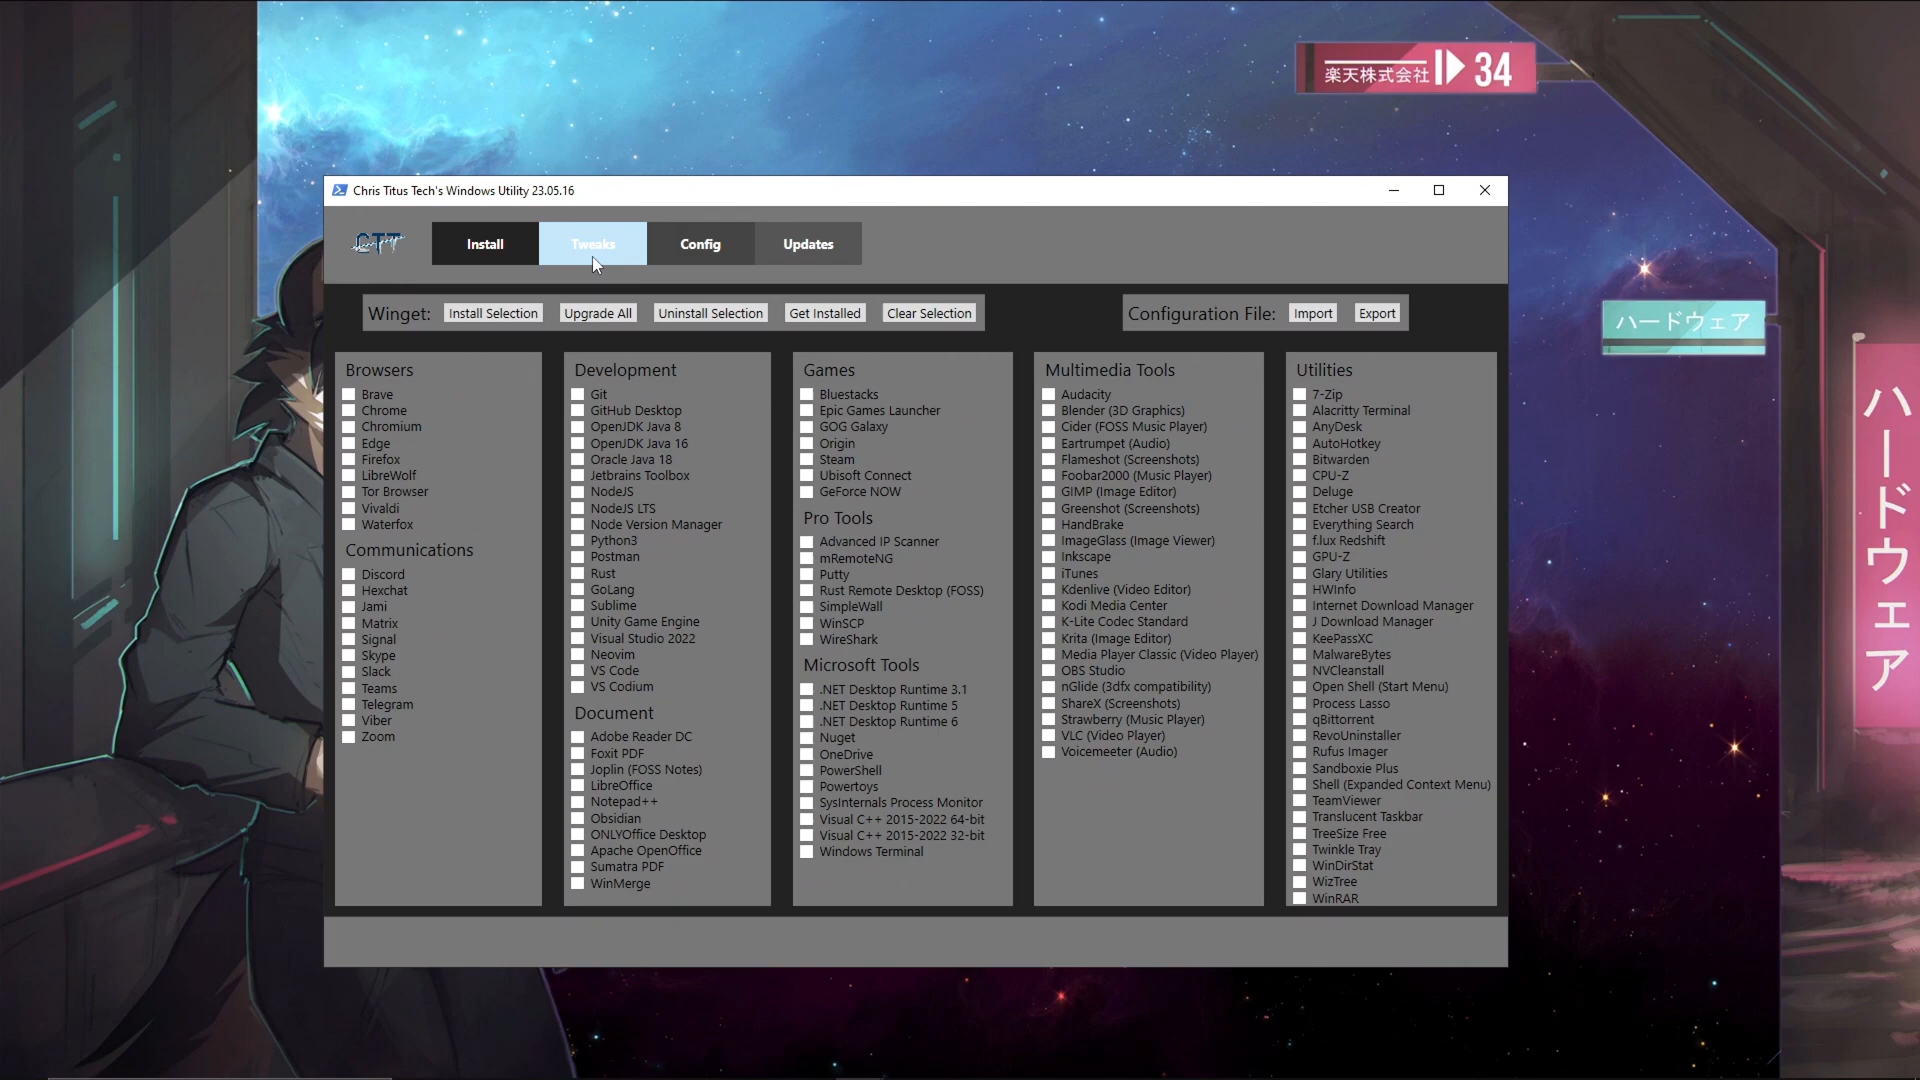 楽天株式会社 34
ハードウェア
ハードウェア
Chris Titus Tech's Windows Utility 23.05.16
CTT
Install
Tweaks
Config
Updates
Winget:
Install Selection
Upgrade All
Uninstall Selection
Get Installed
Clear Selection
Configuration File:
Import
Export
Browsers
Brave
Chrome
Chromium
Edge
Firefox
LibreWolf
Tor Browser
Vivaldi
Waterfox
Communications
Discord
Hexchat
Jami
Matrix
Signal
Skype
Slack
Teams
Telegram
Viber
Zoom
Development
Git
GitHub Desktop
OpenJDK Java 8
OpenJDK Java 16
Oracle Java 18
Jetbrains Toolbox
NodeJS
NodeJS LTS
Node Version Manager
Python3
Postman
Rust
GoLang
Sublime
Unity Game Engine
Visual Studio 2022
Neovim
VS Code
VS Codium
Document
Adobe Reader DC
Foxit PDF
Joplin (FOSS Notes)
LibreOffice
Notepad++
Obsidian
ONLYOffice Desktop
Apache OpenOffice
Sumatra PDF
WinMerge
Games
Bluestacks
Epic Games Launcher
GOG Galaxy
Origin
Steam
Ubisoft Connect
GeForce NOW
Pro Tools
Advanced IP Scanner
mRemoteNG
Putty
Rust Remote Desktop (FOSS)
SimpleWall
WinSCP
WireShark
Microsoft Tools
.NET Desktop Runtime 3.1
.NET Desktop Runtime 5
.NET Desktop Runtime 6
Nuget
OneDrive
PowerShell
Powertoys
SysInternals Process Monitor
Visual C++ 2015-2022 64-bit
Visual C++ 2015-2022 32-bit
Windows Terminal
Multimedia Tools
Audacity
Blender (3D Graphics)
Cider (FOSS Music Player)
Eartrumpet (Audio)
Flameshot (Screenshots)
Foobar2000 (Music Player)
GIMP (Image Editor)
Greenshot (Screenshots)
HandBrake
ImageGlass (Image Viewer)
Inkscape
iTunes
Kdenlive (Video Editor)
Kodi Media Center
K-Lite Codec Standard
Krita (Image Editor)
Media Player Classic (Video Player)
OBS Studio
nGlide (3dfx compatibility)
ShareX (Screenshots)
Strawberry (Music Player)
VLC (Video Player)
Voicemeeter (Audio)
Utilities
7-Zip
Alacritty Terminal
AnyDesk
AutoHotkey
Bitwarden
CPU-Z
Deluge
Etcher USB Creator
Everything Search
f.lux Redshift
GPU-Z
Glary Utilities
HWInfo
Internet Download Manager
J Download Manager
KeePassXC
MalwareBytes
NVCleanstall
Open Shell (Start Menu)
Process Lasso
qBittorrent
RevoUninstaller
Rufus Imager
Sandboxie Plus
Shell (Expanded Context Menu)
TeamViewer
Translucent Taskbar
TreeSize Free
Twinkle Tray
WinDirStat
WizTree
WinRAR